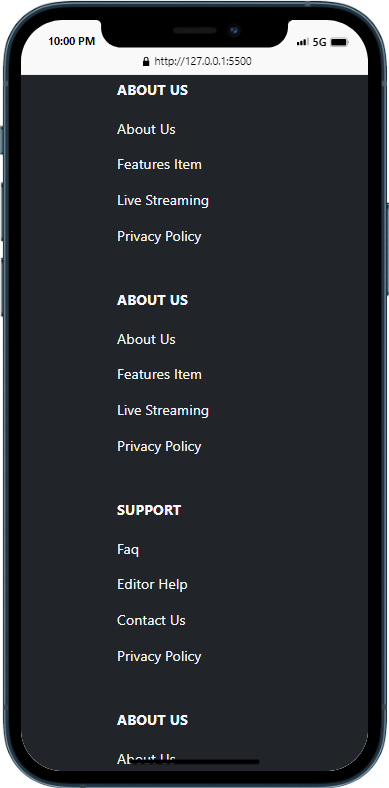 10:00 PM
5G
http://127.0.0.1:5500
ABOUT US
About Us
Features Item
Live Streaming
Privacy Policy
ABOUT US
About Us
Features Item
Live Streaming
Privacy Policy
SUPPORT
Faq
Editor Help
Contact Us
Privacy Policy
ABOUT US
About Us